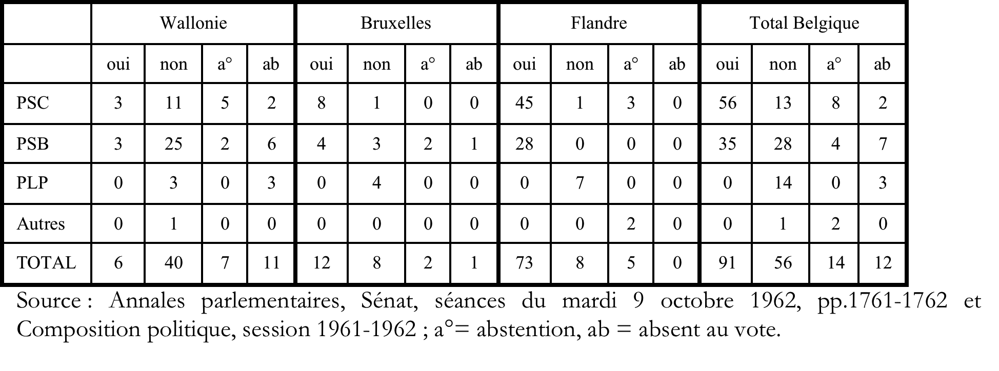 Wallonie Bruxelles Flandre Total Belgique
oui non a° ab oui non a° ab oui non a° ab oui non a° ab
PSC 3 11 5 2 8 1 0 0 45 1 3 0 56 13 8 2
PSB 3 25 2 6 4 3 2 1 28 0 0 0 35 28 4 7
PLP 0 3 0 3 0 4 0 0 0 7 0 0 0 14 0 3
Autres 0 1 0 0 0 0 0 0 0 0 2 0 0 1 2 0
TOTAL 6 40 7 11 12 8 2 1 73 8 5 0 91 56 14 12
Source : Annales parlementaires, Sénat, séances du mardi 9 octobre 1962, pp.1761-1762 et
Composition politique, session 1961-1962 ; a°= abstention, ab = absent au vote.